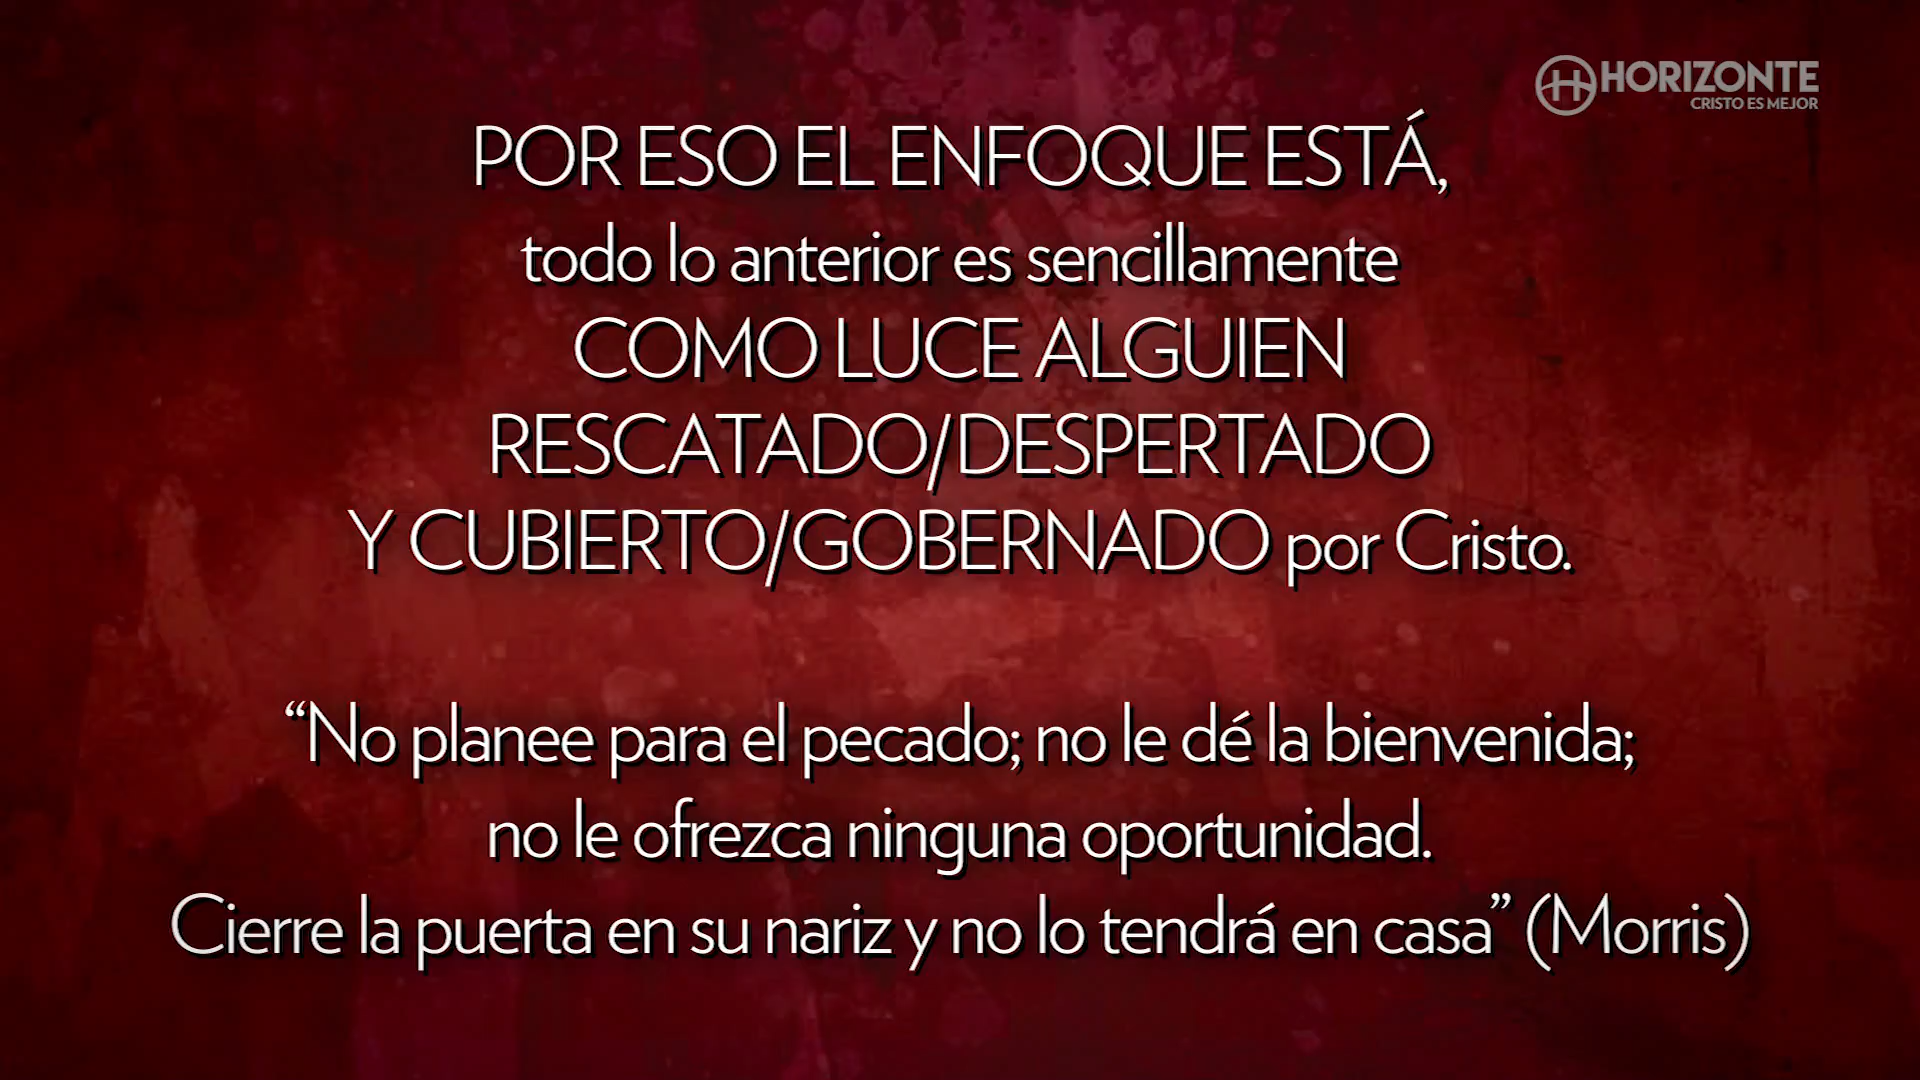 HORIZONTE
CRISTO ES MEJOR
POR ESO EL ENFOQUE ESTÁ,
todo lo anterior es sencillamente
COMO LUCE ALGUIEN
RESCATADO/DESPERTADO
Y CUBIERTO/GOBERNADO por Cristo.
“No planee para el pecado; no le dé la bienvenida;
no le ofrezca ninguna oportunidad.
Cierre la puerta en su nariz y no lo tendrá en casa” (Morris)